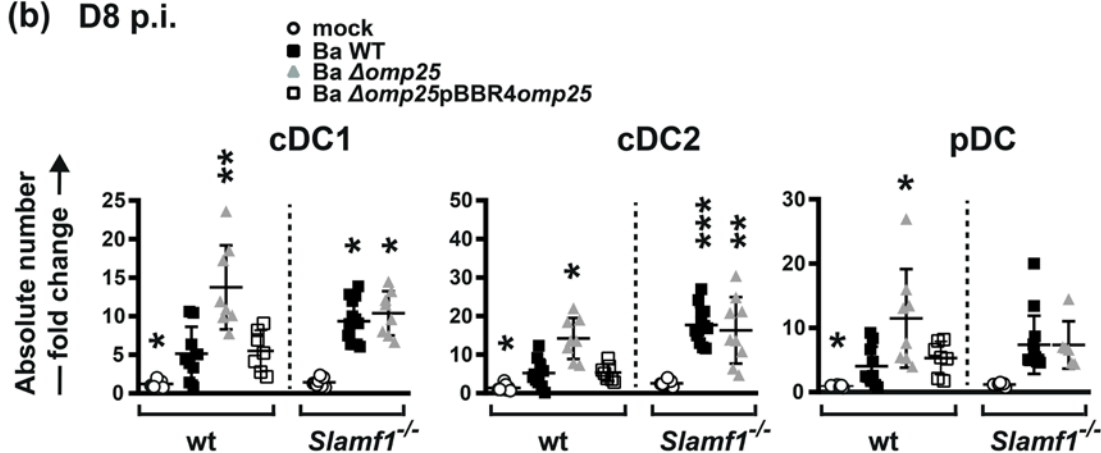 (b) D8 p.i.
mock
Ba WT
Ba Δomp25
Ba Δomp25pBBR4omp25
cDC1 cDC2 pDC
Absolute number
— fold change →
25
20
15
10
5
0
*
**
*
*
wt Slamf1-/-
50
40
30
20
10
0
*
*
***
**
wt Slamf1-/-
30
20
10
0
*
*
wt Slamf1-/-